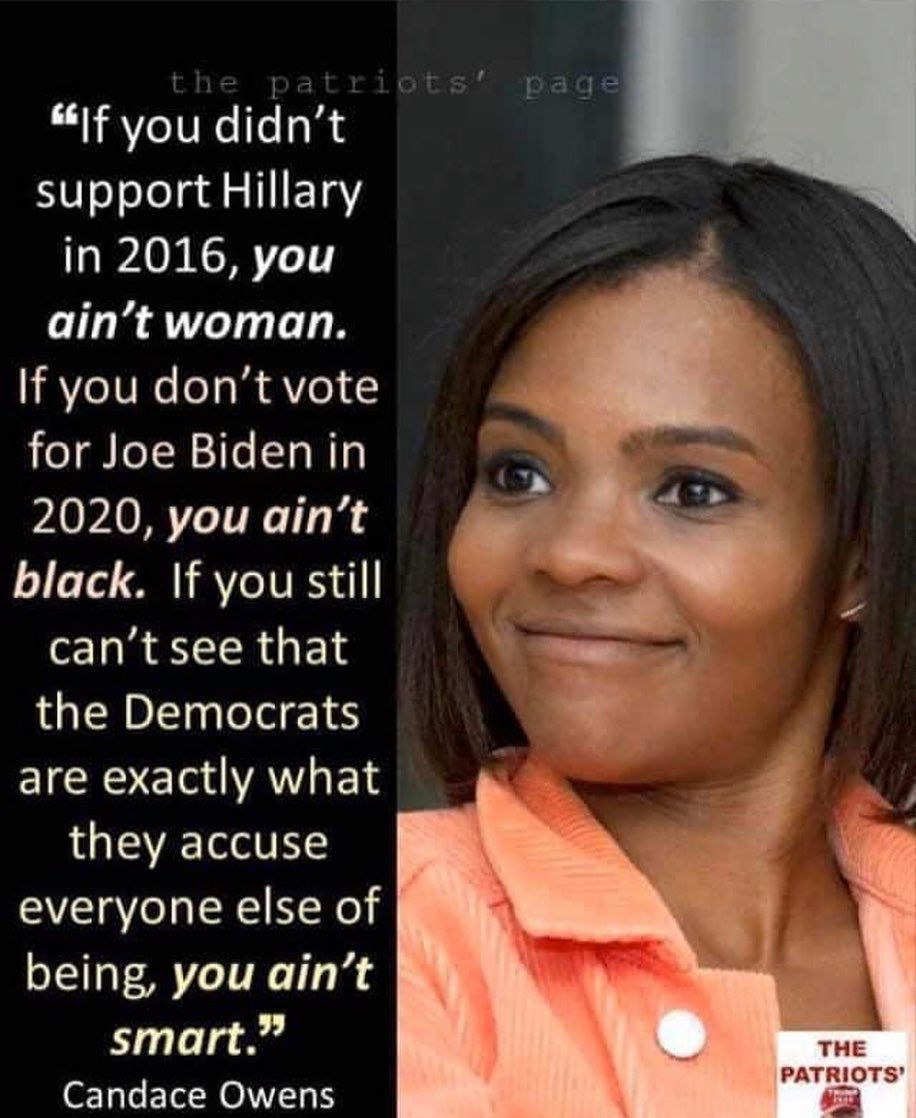 the patriots' page
“If you didn’t
support Hillary
in 2016, you
ain’t woman.
If you don’t vote
for Joe Biden in
2020, you ain’t
black. If you still
can’t see that
the Democrats
are exactly what
they accuse
everyone else of
being, you ain’t
smart.”
Candace Owens
THE
PATRIOTS'